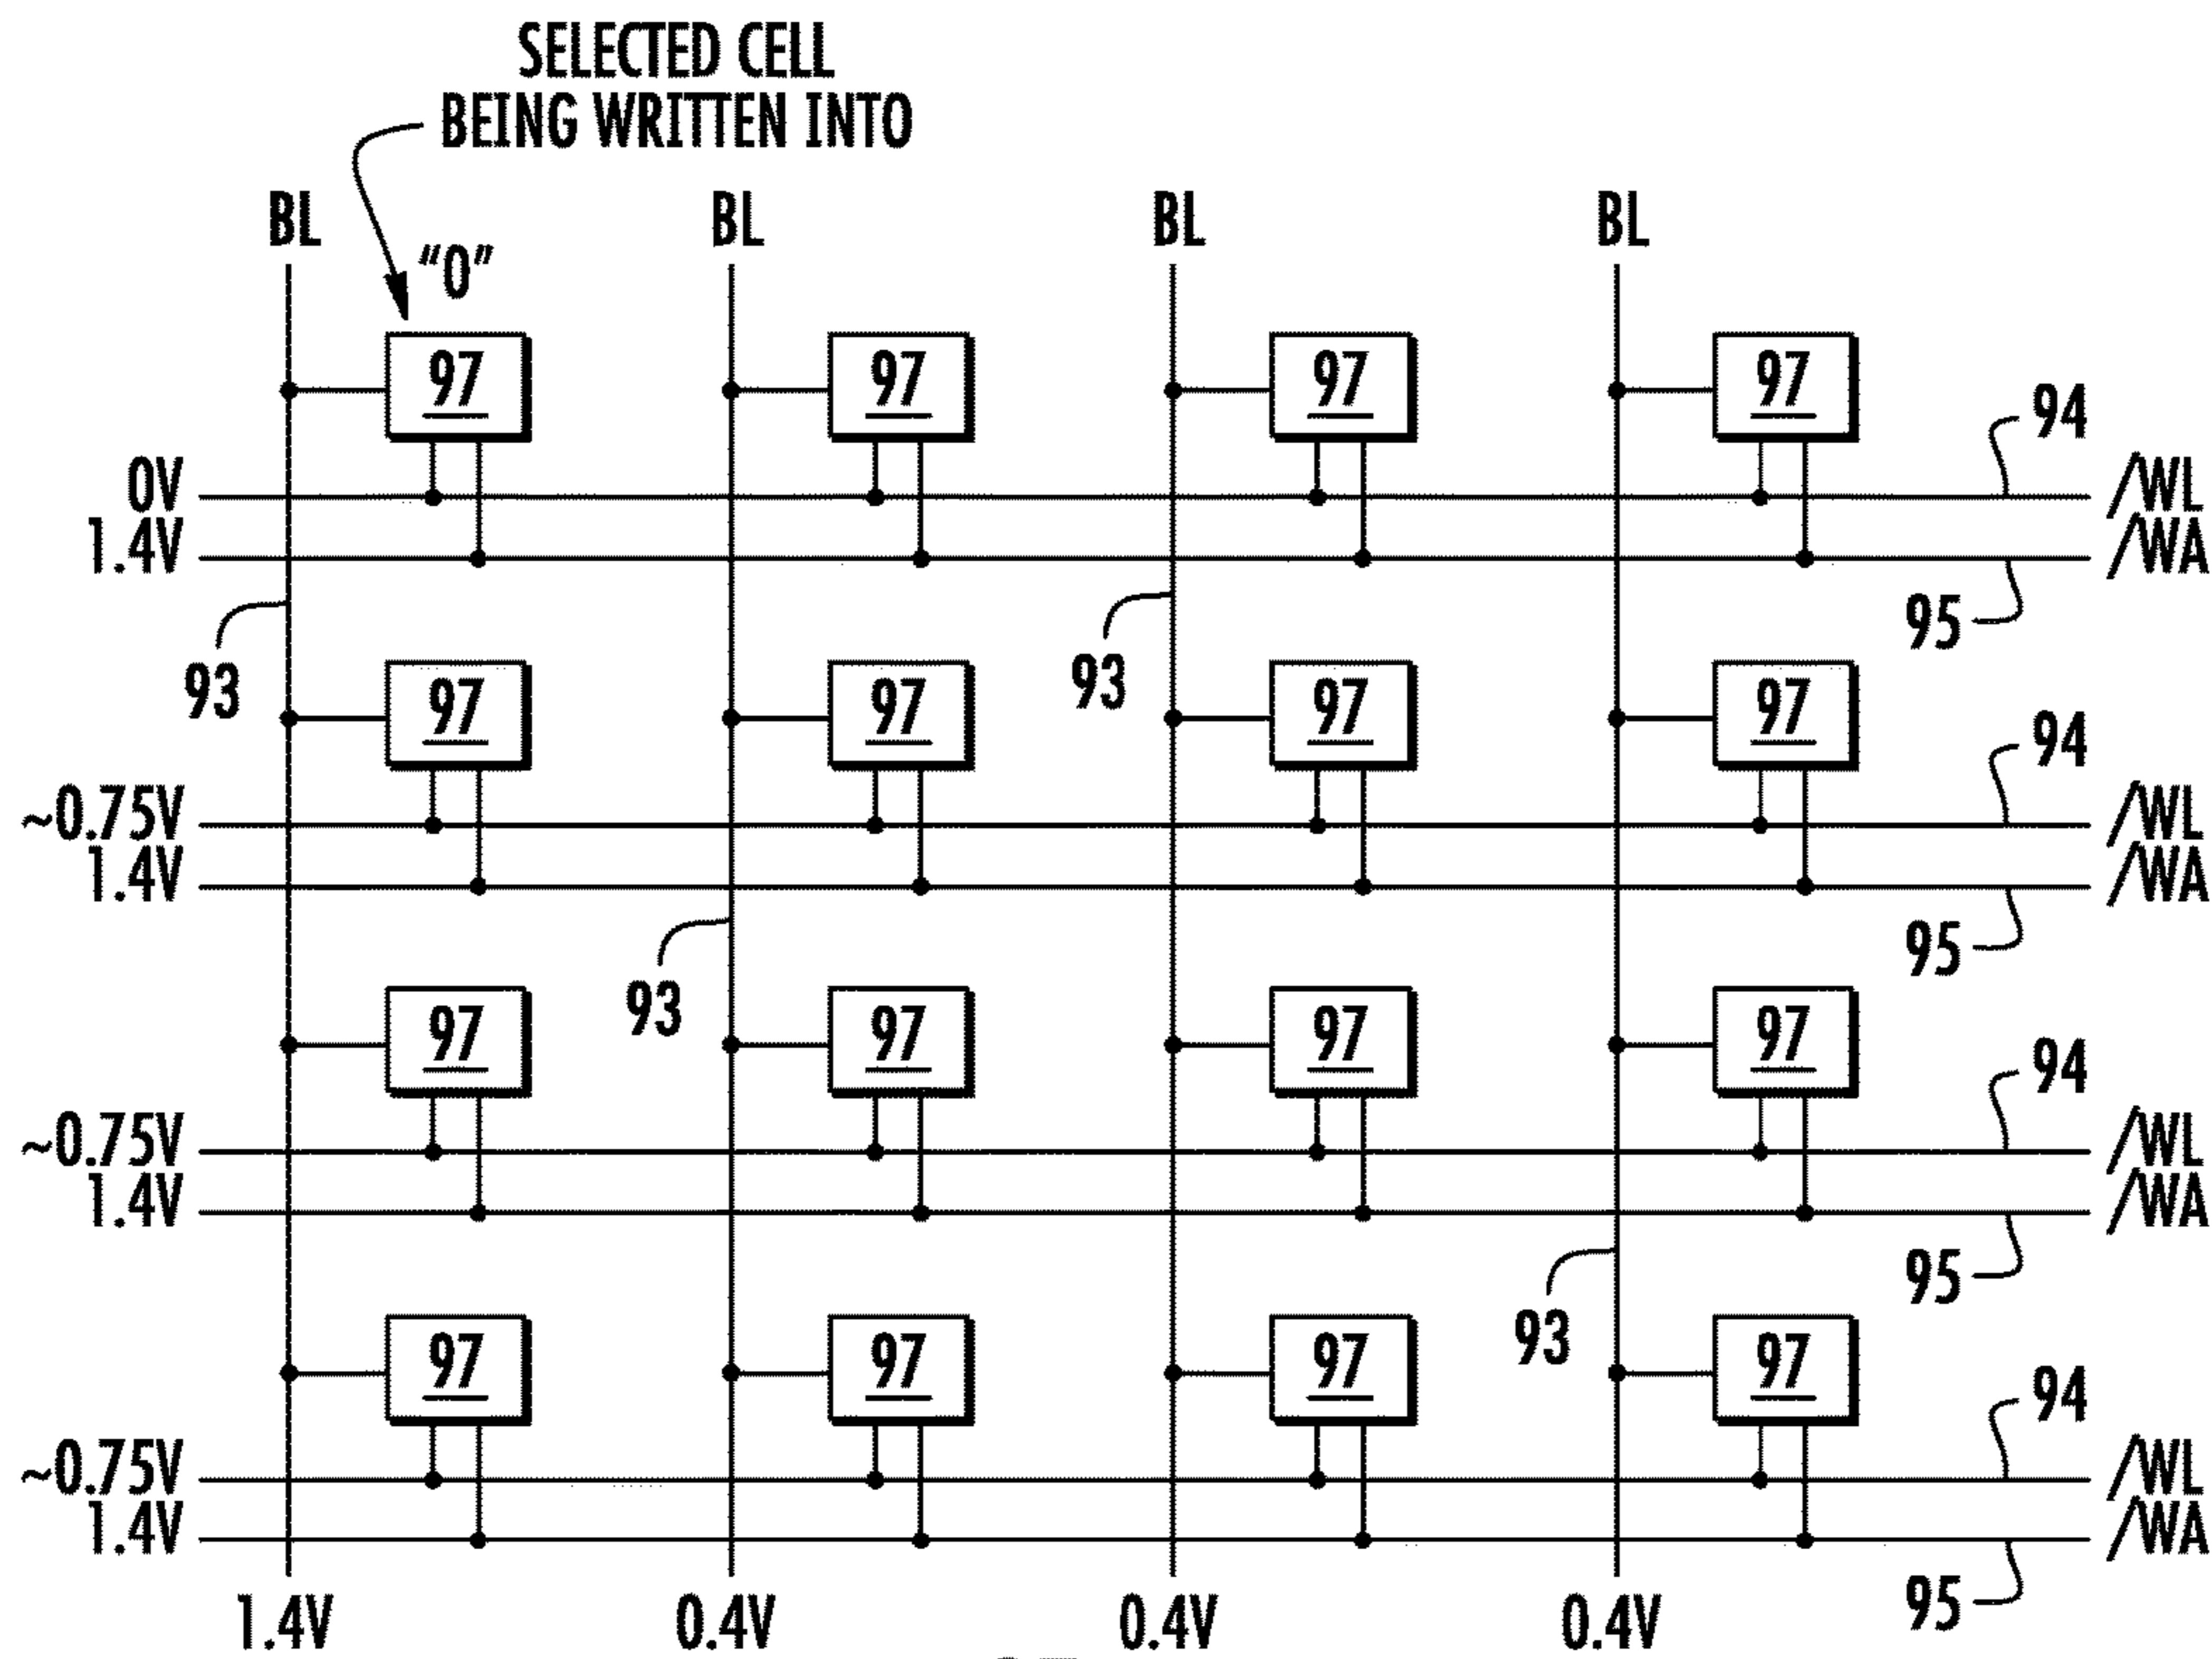 SELECTED CELL
BEING WRITTEN INTO
BL BL BL BL
"0"
97 97 97 97
94
0V /WL
1.4V /WA
95
93 93
97 97 97 97
94
~0.75V /WL
1.4V /WA
95
93
97 97 97 97
94
~0.75V /WL
1.4V /WA
95
93
97 97 97 97
94
~0.75V /WL
1.4V /WA
95
1.4V 0.4V 0.4V 0.4V